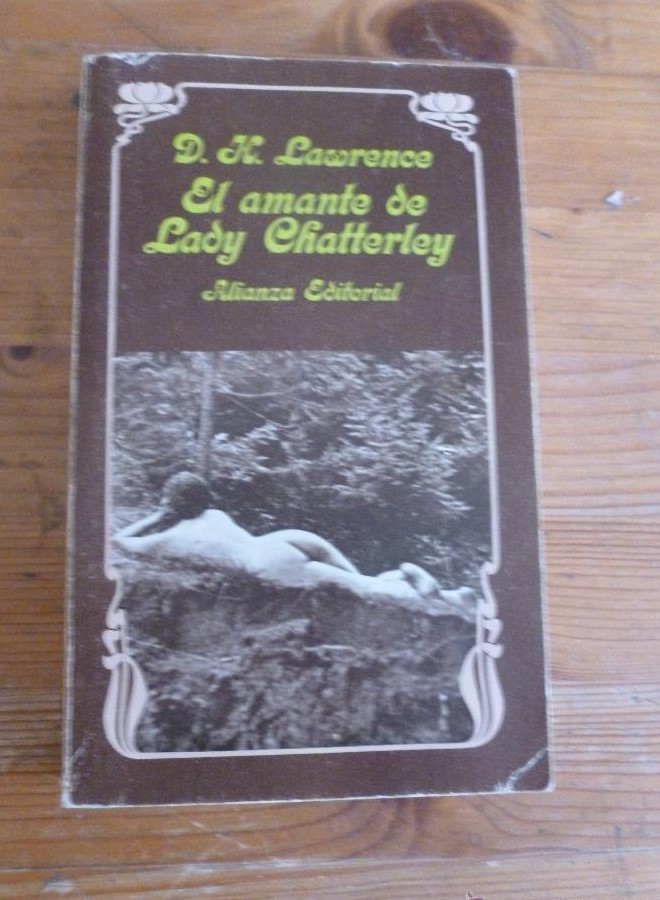 D. H. Lawrence
El amante de
Lady Chatterley
Alianza Editorial